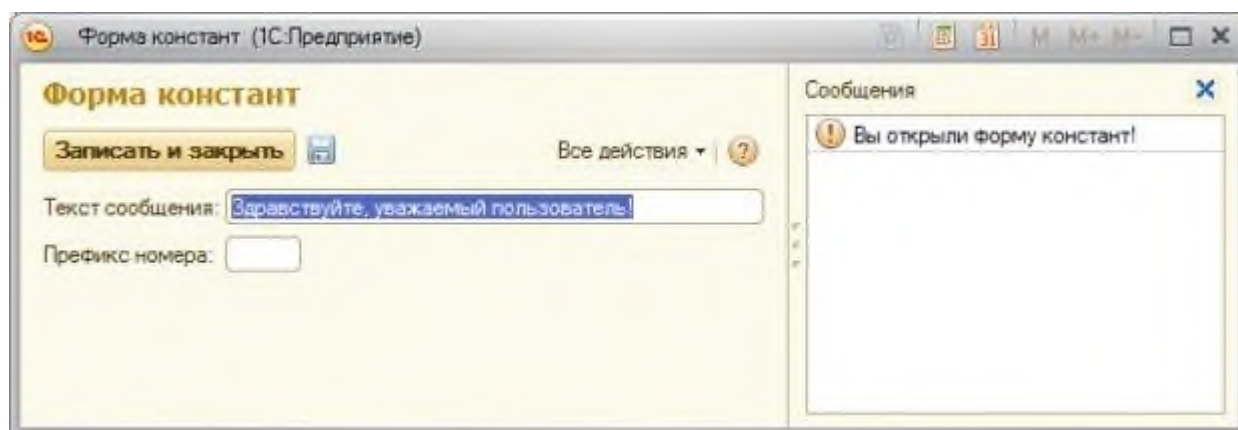 Форма констант (1С:Предприятие)
M M+ M-
Форма констант
Записать и закрыть
Все действия
Текст сообщения: Здравствуйте, уважаемый пользователь!
Префикс номера:
Сообщения
Вы открыли форму констант!